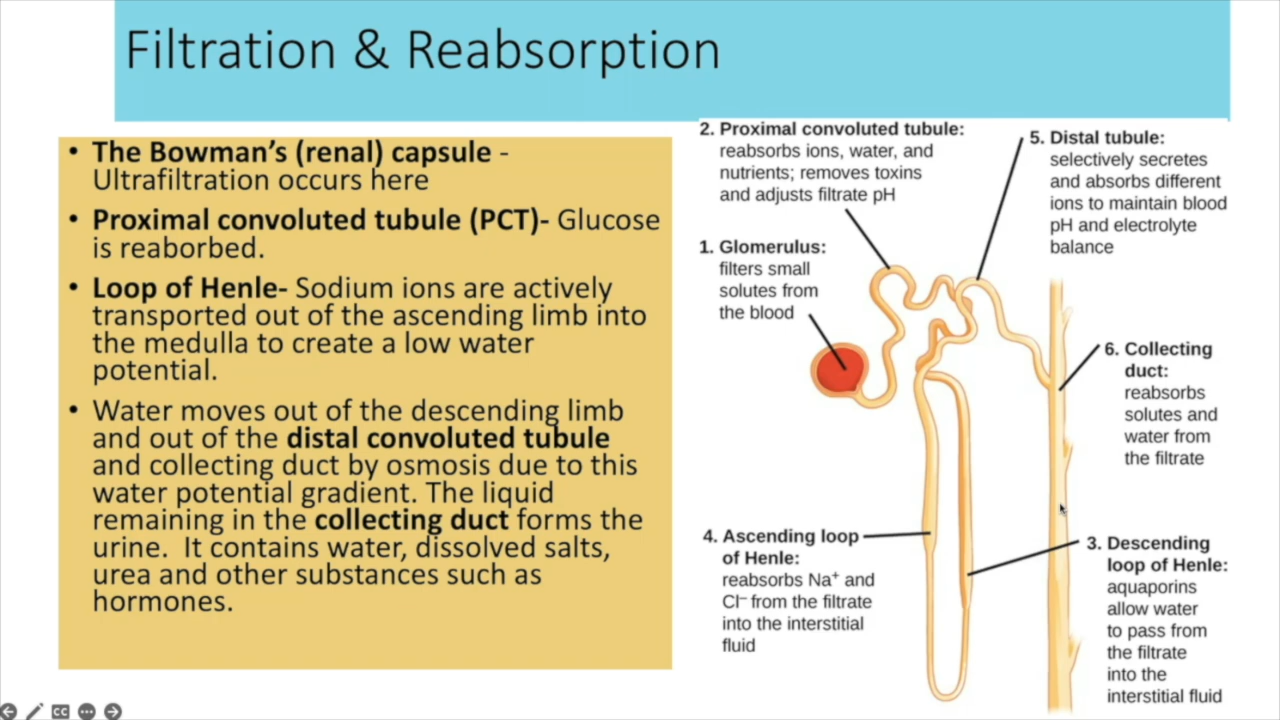 Filtration & Reabsorption
• The Bowman's (renal) capsule -
Ultrafiltration occurs here
• Proximal convoluted tubule (PCT)- Glucose
is reaborbed.
• Loop of Henle- Sodium ions are actively
transported out of the ascending limb into
the medulla to create a low water
potential.
• Water moves out of the descending limb
and out of the distal convoluted tubule
and collecting duct by osmosis due to this
water potential gradient. The liquid
remaining in the collecting duct forms the
urine. It contains water, dissolved salts,
urea and other substances such as
hormones.
2. Proximal convoluted tubule:
reabsorbs ions, water, and
nutrients; removes toxins
and adjusts filtrate pH
1. Glomerulus:
filters small
solutes from
the blood
5. Distal tubule:
selectively secretes
and absorbs different
ions to maintain blood
pH and electrolyte
balance
6. Collecting
duct:
reabsorbs
solutes and
water from
the filtrate
4. Ascending loop
of Henle:
reabsorbs Na⁺ and
Cl⁻ from the filtrate
into the interstitial
fluid
3. Descending
loop of Henle:
aquaporins
allow water
to pass from
the filtrate
into the
interstitial fluid
CC